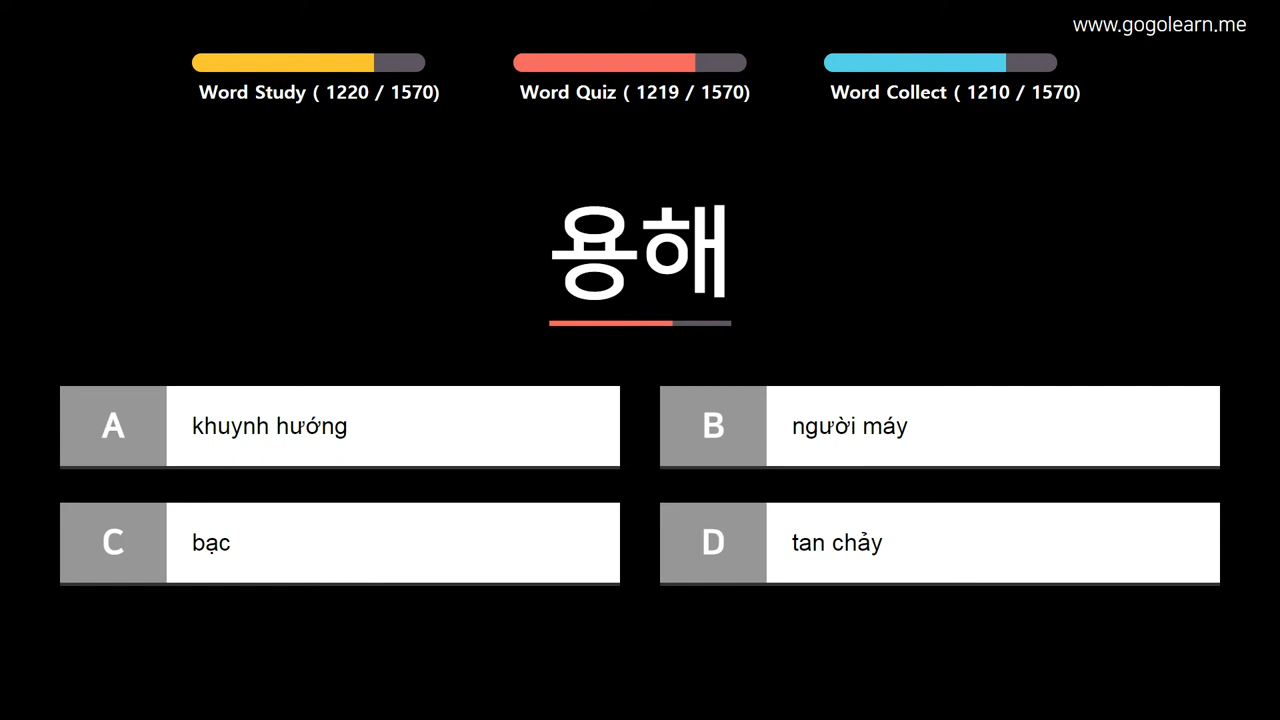 www.gogolearn.me
Word Study ( 1220 / 1570)
Word Quiz ( 1219 / 1570)
Word Collect ( 1210 / 1570)
용해
A khuynh hướng
B người máy
C bạc
D tan chảy